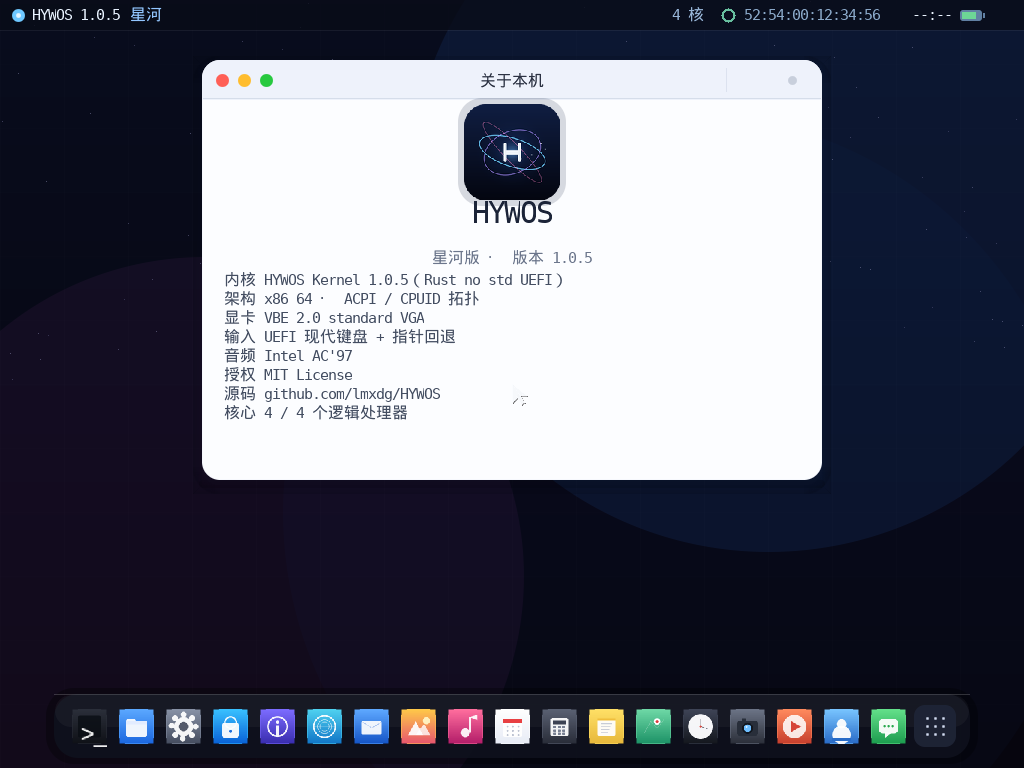 HYWOS 1.0.5 星河
4 核 52:54:00:12:34:56 --:--
关于本机
H
HYWOS
星河版 · 版本 1.0.5
内核 HYWOS Kernel 1.0.5 ( Rust no std UEFI )
架构 x86 64 · ACPI / CPUID 拓扑
显卡 VBE 2.0 standard VGA
输入 UEFI 现代键盘 + 指针回退
音频 Intel AC'97
授权 MIT License
源码 github.com/lmxdg/HYWOS
核心 4 / 4 个逻辑处理器
>_